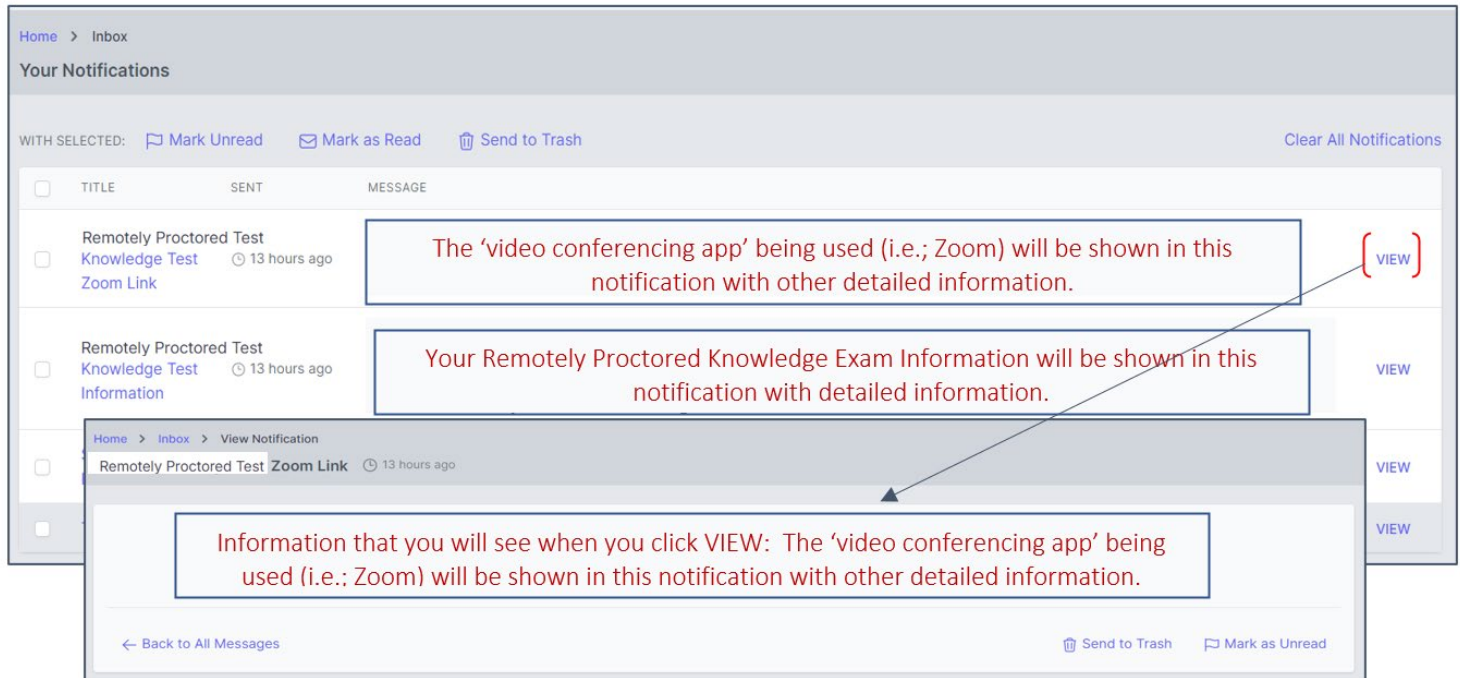 Home > Inbox
Your Notifications
WITH SELECTED: Mark Unread Mark as Read Send to Trash Clear All Notifications
TITLE SENT MESSAGE
Remotely Proctored Test
Knowledge Test 13 hours ago
Zoom Link
The ‘video conferencing app’ being used (i.e.; Zoom) will be shown in this
notification with other detailed information.
VIEW
Remotely Proctored Test
Knowledge Test 13 hours ago
Information
Your Remotely Proctored Knowledge Exam Information will be shown in this
notification with detailed information.
VIEW
VIEW
VIEW
Home > Inbox > View Notification
Remotely Proctored Test Zoom Link 13 hours ago
Information that you will see when you click VIEW: The ‘video conferencing app’ being
used (i.e.; Zoom) will be shown in this notification with other detailed information.
← Back to All Messages Send to Trash Mark as Unread